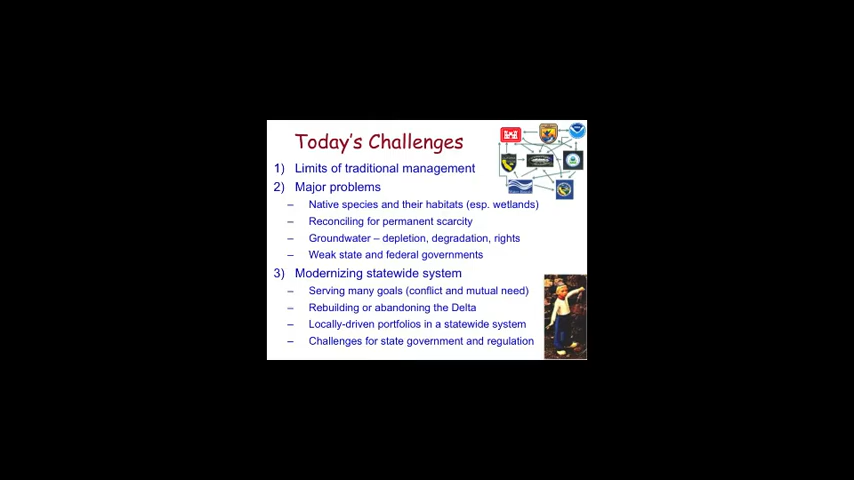 Today's Challenges
1) Limits of traditional management
2) Major problems
– Native species and their habitats (esp. wetlands)
– Reconciling for permanent scarcity
– Groundwater – depletion, degradation, rights
– Weak state and federal governments
3) Modernizing statewide system
– Serving many goals (conflict and mutual need)
– Rebuilding or abandoning the Delta
– Locally-driven portfolios in a statewide system
– Challenges for state government and regulation